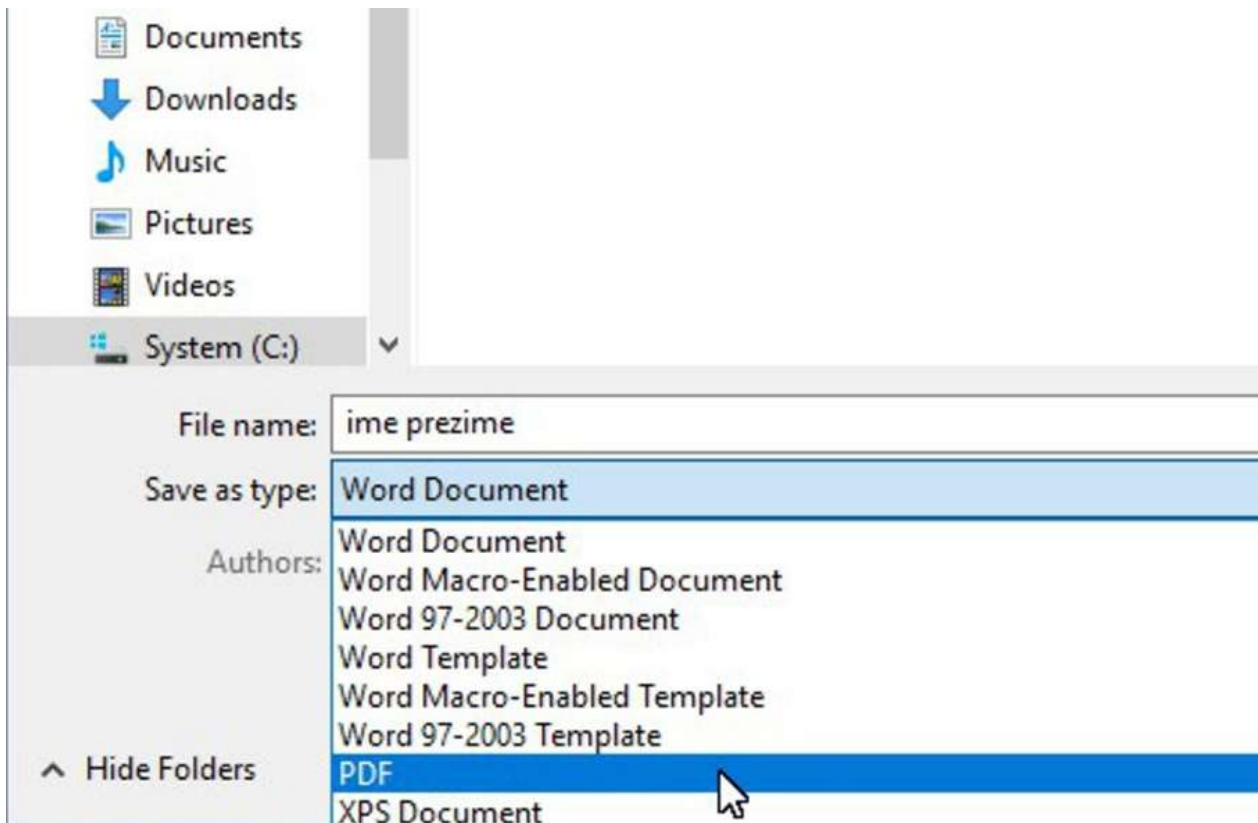 Documents
Downloads
Music
Pictures
Videos
System (C:)
File name: ime prezime
Save as type: Word Document
Authors:
Word Document
Word Macro-Enabled Document
Word 97-2003 Document
Word Template
Word Macro-Enabled Template
Word 97-2003 Template
Hide Folders
PDF
XPS Document